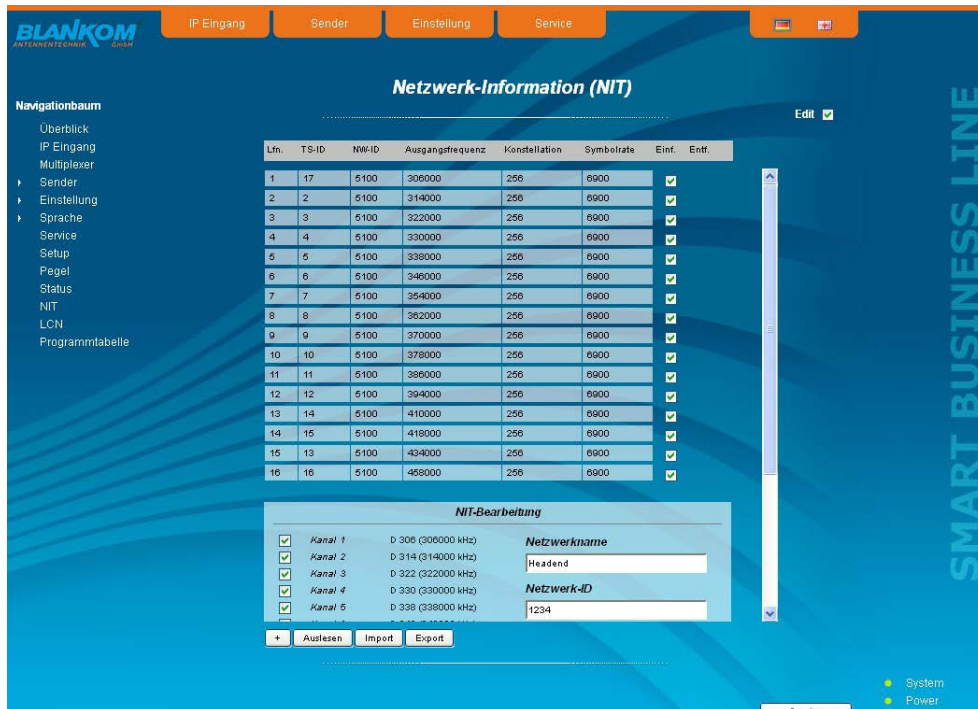 BLANKOM
ANTENNENTECHNIK GmbH
IP Eingang Sender Einstellung Service
Netzwerk-Information (NIT)
Edit
Navigationbaum
Überblick
IP Eingang
Multiplexer
Sender
Einstellung
Sprache
Service
Setup
Pegel
Status
NIT
LCN
Programmtabelle
Lfn. TS-ID NW-ID Ausgangsfrequenz Konstellation Symbolrate Einf. Entf.
1 17 5100 306000 256 6900
2 2 5100 314000 256 6900
3 3 5100 322000 256 6900
4 4 5100 330000 256 6900
5 5 5100 338000 256 6900
6 6 5100 346000 256 6900
7 7 5100 354000 256 6900
8 8 5100 362000 256 6900
9 9 5100 370000 256 6900
10 10 5100 378000 256 6900
11 11 5100 386000 256 6900
12 12 5100 394000 256 6900
13 14 5100 410000 256 6900
14 15 5100 418000 256 6900
15 13 5100 434000 256 6900
16 16 5100 458000 256 6900
NIT-Bearbeitung
Kanal 1 D 306 (306000 kHz)
Kanal 2 D 314 (314000 kHz)
Kanal 3 D 322 (322000 kHz)
Kanal 4 D 330 (330000 kHz)
Kanal 5 D 338 (338000 kHz)
Netzwerkname
Headend
Netzwerk-ID
1234
+ Auslesen Import Export
SMART BUSINESS LINE
System
Power